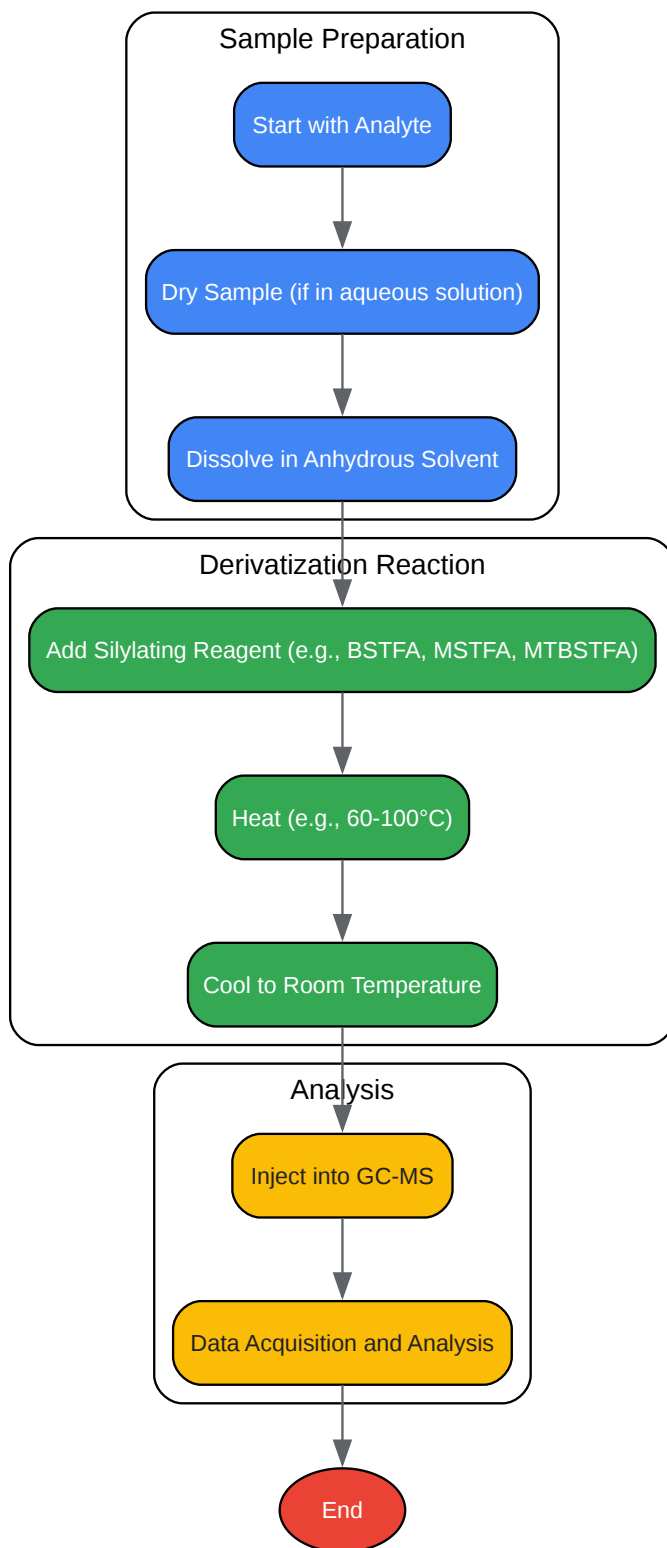 Sample Preparation
Start with Analyte
Dry Sample (if in aqueous solution)
Dissolve in Anhydrous Solvent
Derivatization Reaction
Add Silylating Reagent (e.g., BSTFA, MSTFA, MTBSTFA)
Heat (e.g., 60-100°C)
Cool to Room Temperature
Analysis
Inject into GC-MS
Data Acquisition and Analysis
End